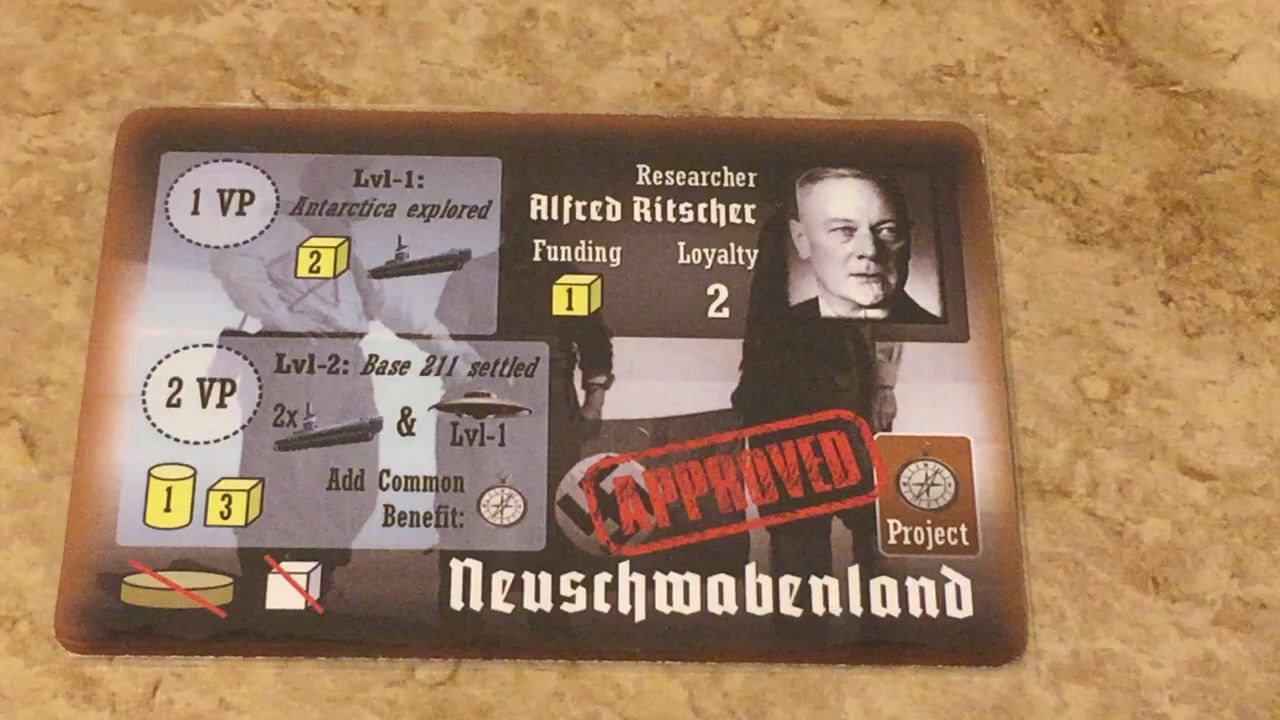 1 VP
Lvl-1:
Antarctica explored
2
Researcher
Alfred Ritscher
Funding Loyalty
1 2
2 VP
Lvl-2: Base 211 settled
2x & Lvl-1
1 3
Add Common
Benefit:
APPROVED
Project
Neuschwabenland